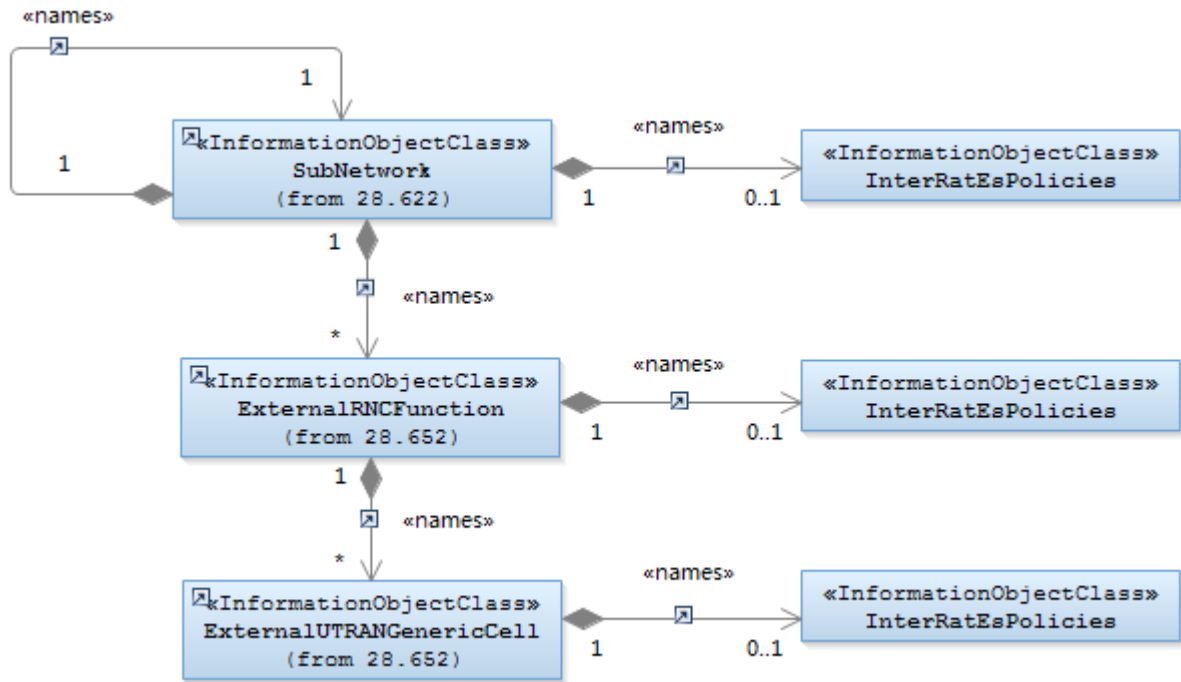 «names»
1
1
«InformationObjectClass»
SubNetwork
(from 28.622)
«names»
1
0..1
«InformationObjectClass»
InterRatEsPolicies
1
«names»
*
«InformationObjectClass»
ExternalRNCFunction
(from 28.652)
«names»
1
0..1
«InformationObjectClass»
InterRatEsPolicies
1
«names»
*
«InformationObjectClass»
ExternalUTRANGenericCell
(from 28.652)
«names»
1
0..1
«InformationObjectClass»
InterRatEsPolicies